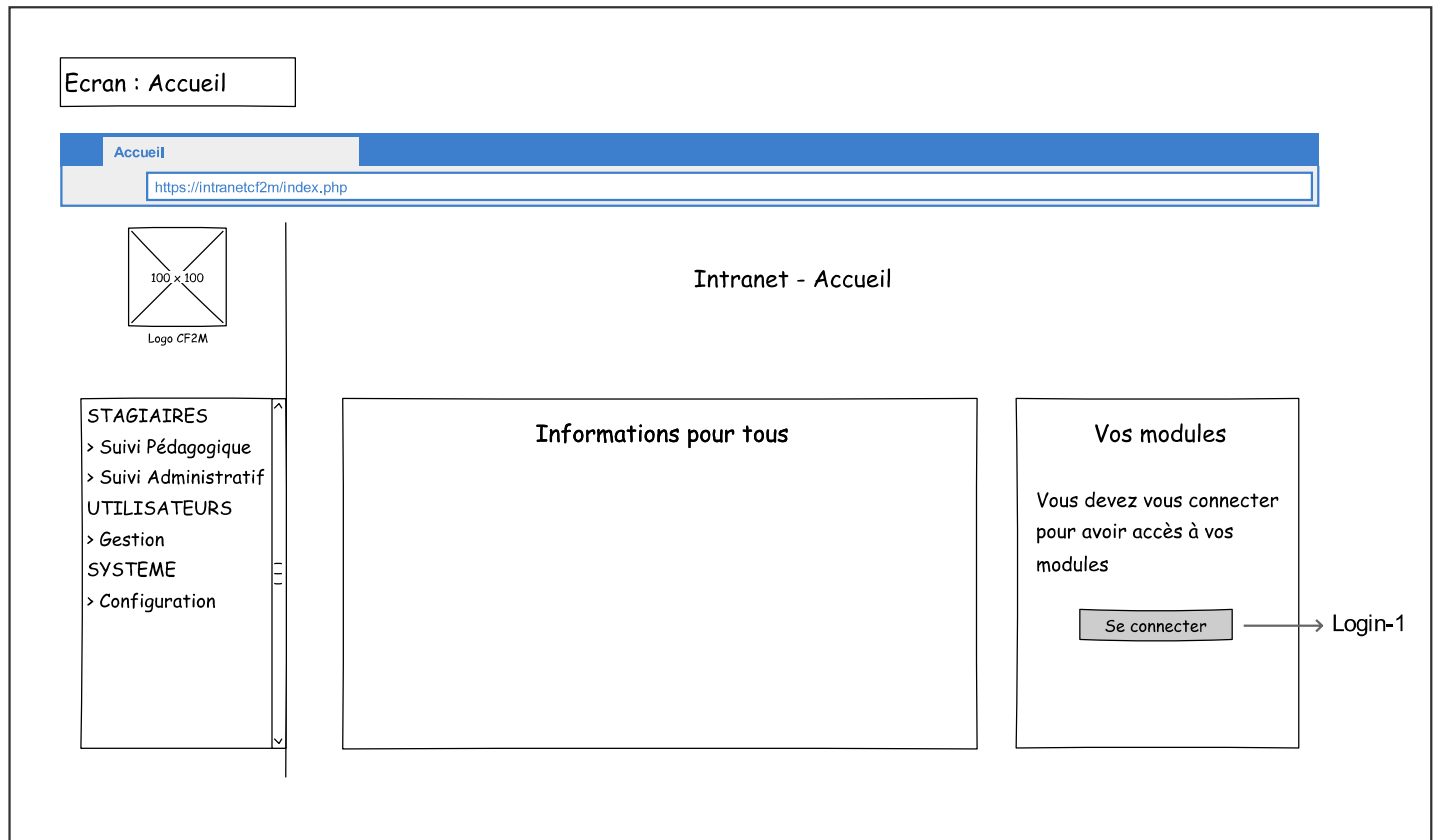 Ecran : Accueil
Accueil
https://intranetcf2m/index.php
100 x 100
Logo CF2M
Intranet - Accueil
STAGIAIRES
> Suivi Pédagogique
> Suivi Administratif
UTILISATEURS
> Gestion
SYSTEME
> Configuration
Informations pour tous
Vos modules
Vous devez vous connecter
pour avoir accès à vos
modules
Se connecter
Login-1